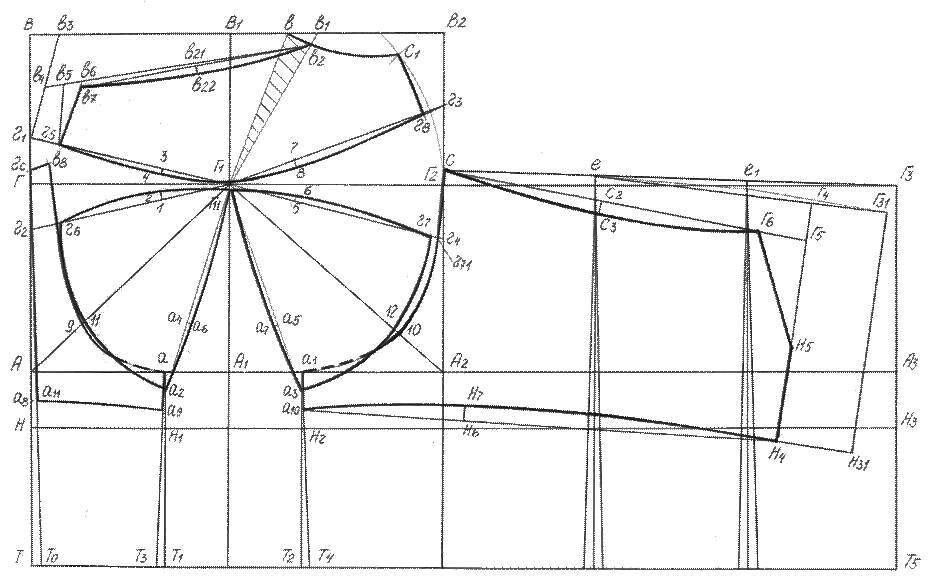 В В3 В1 в в1 В2
в4 в5 в6 в21 в2 С1
в7 в22
г1 г5 3 7 г8 г3
гс в8 4 Г1 8 Г2 С е е1 Г3
Г 2 1 Ш 6 5 С2 Г4 Г31
г2 г6 г7 г4 С3 Г6 Г5
г71
9 11 а4 а6 а7 а5 12 10
Н5
А а А1 а1 А2 А3
а8 а11 а2 а9 а3 а10 Н7
Н Н1 Н2 Н6 Н4 Н3
Н31
Т Т0 Т3 Т1 Т2 Т4 Т5